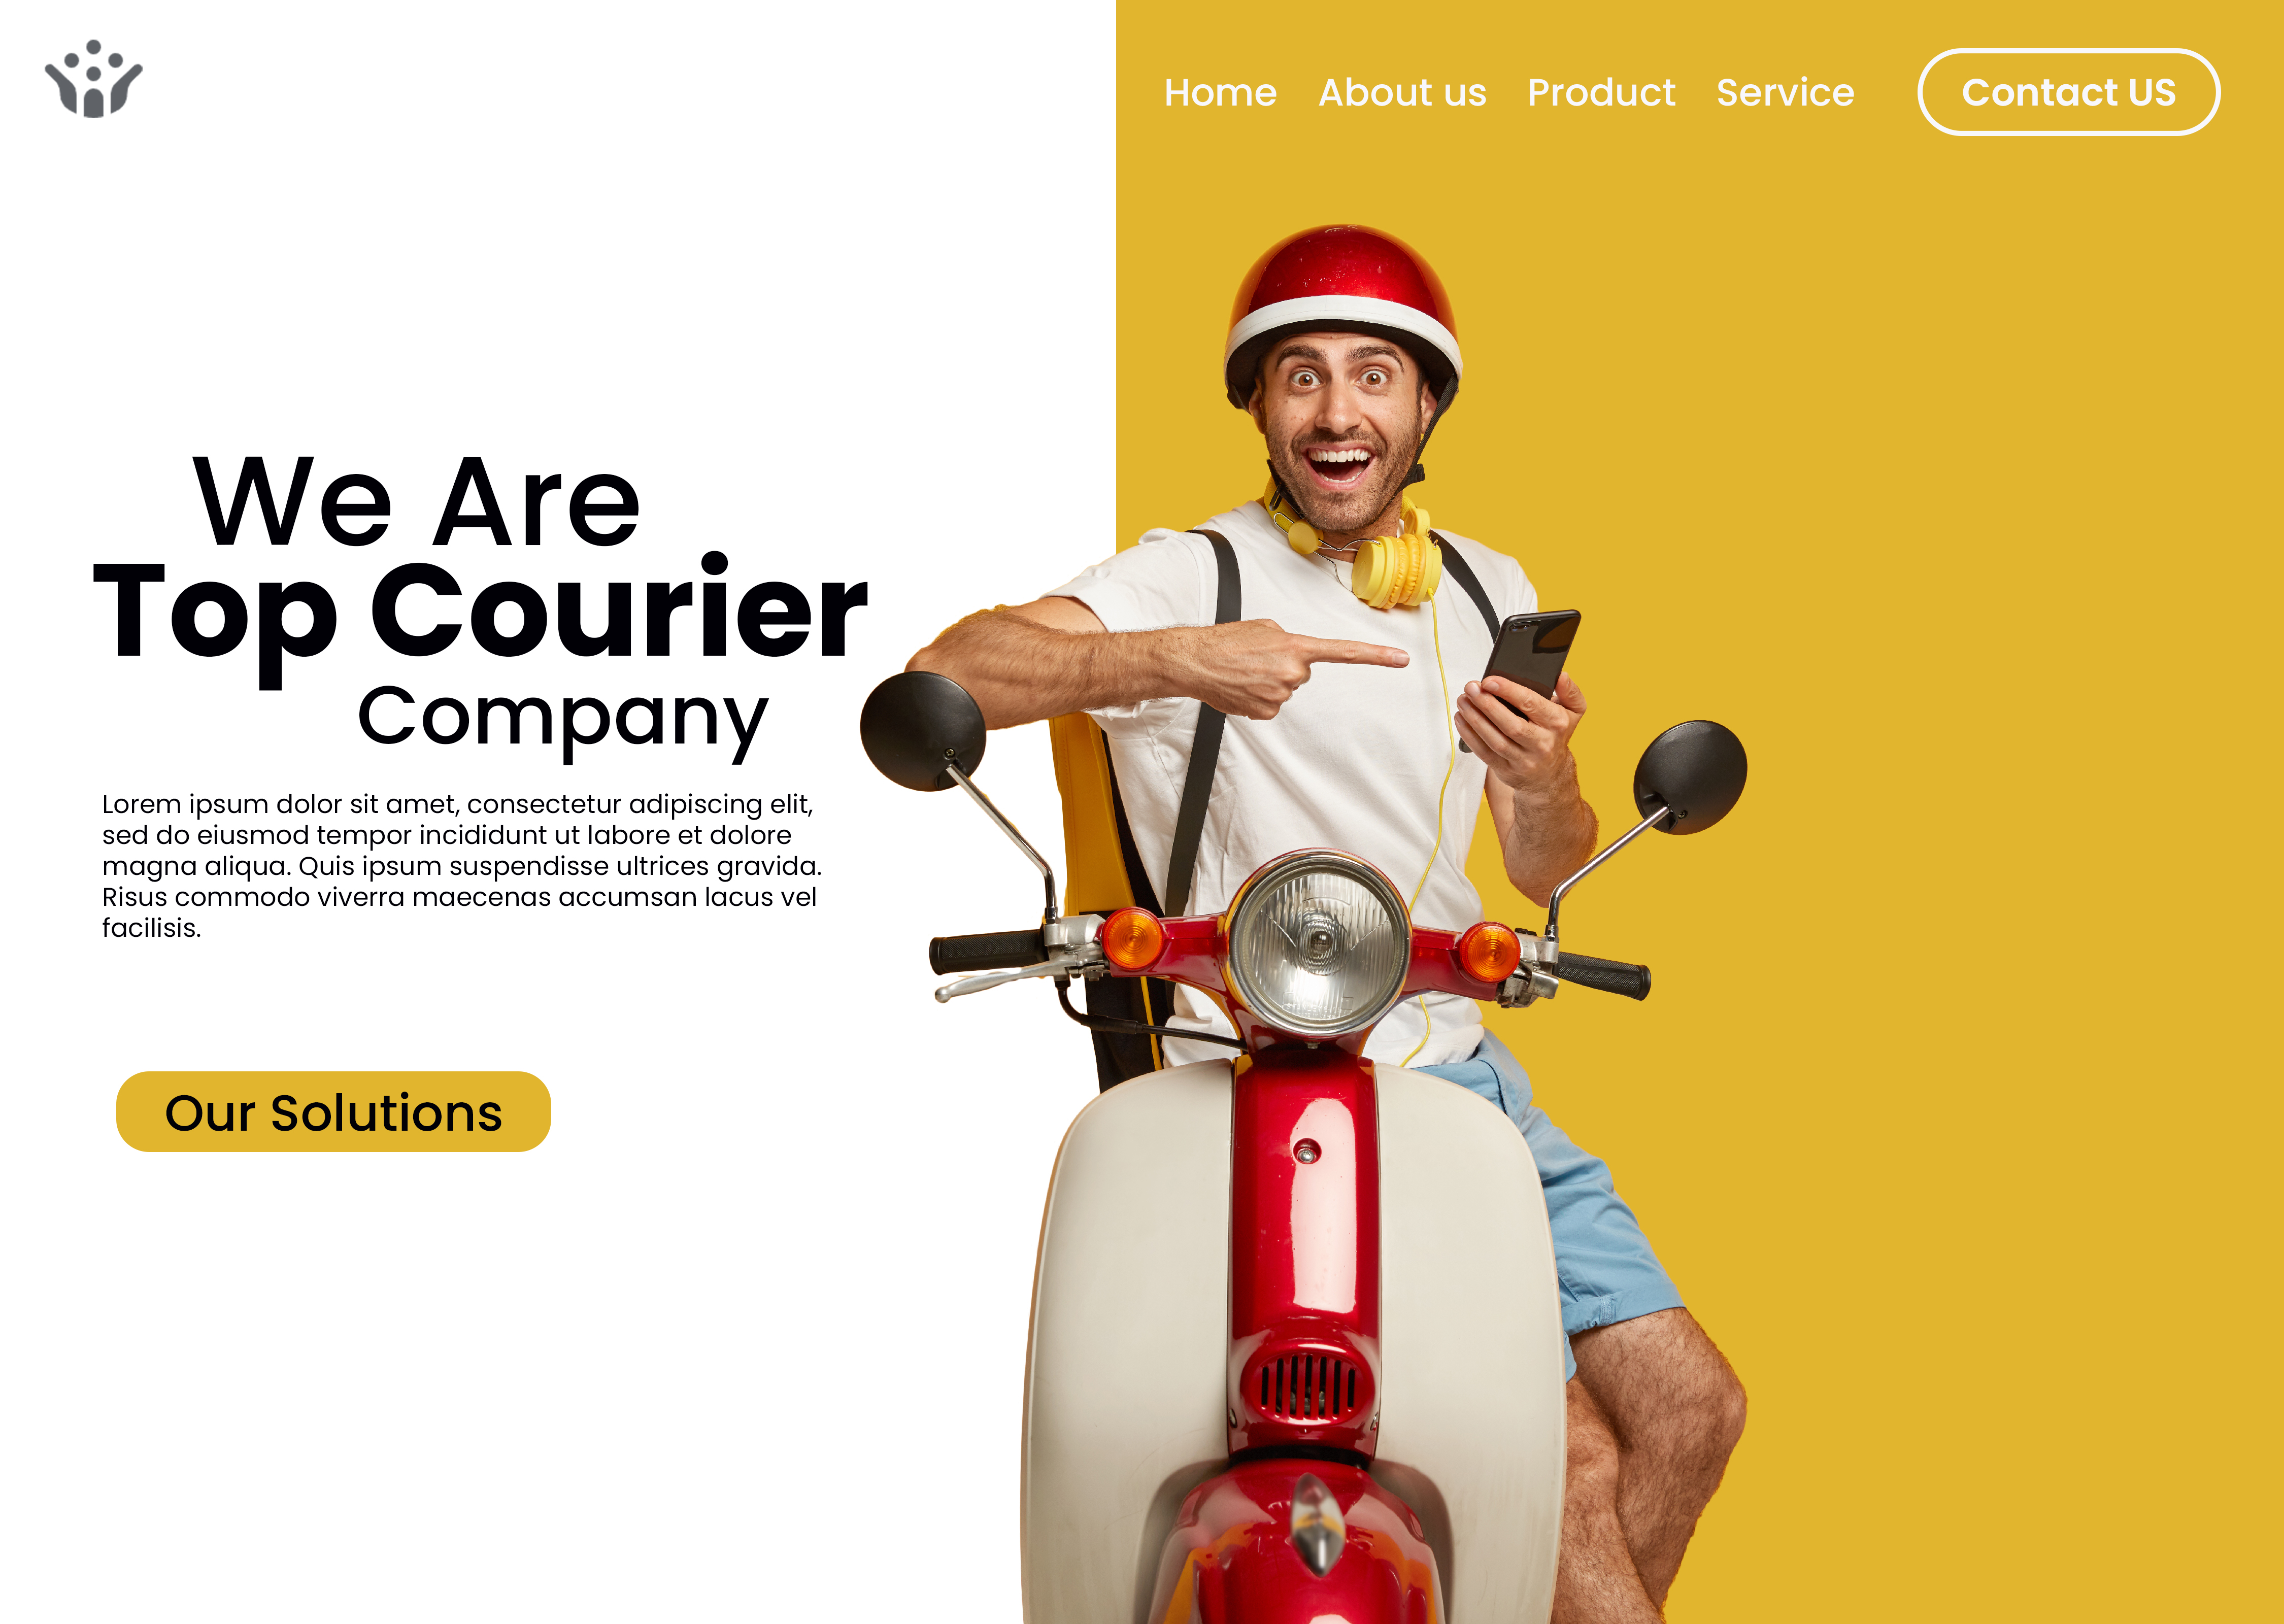 Home About us Product Service Contact US
We Are
Top Courier
Company
Lorem ipsum dolor sit amet, consectetur adipiscing elit,
sed do eiusmod tempor incididunt ut labore et dolore
magna aliqua. Quis ipsum suspendisse ultrices gravida.
Risus commodo viverra maecenas accumsan lacus vel
facilisis.
Our Solutions